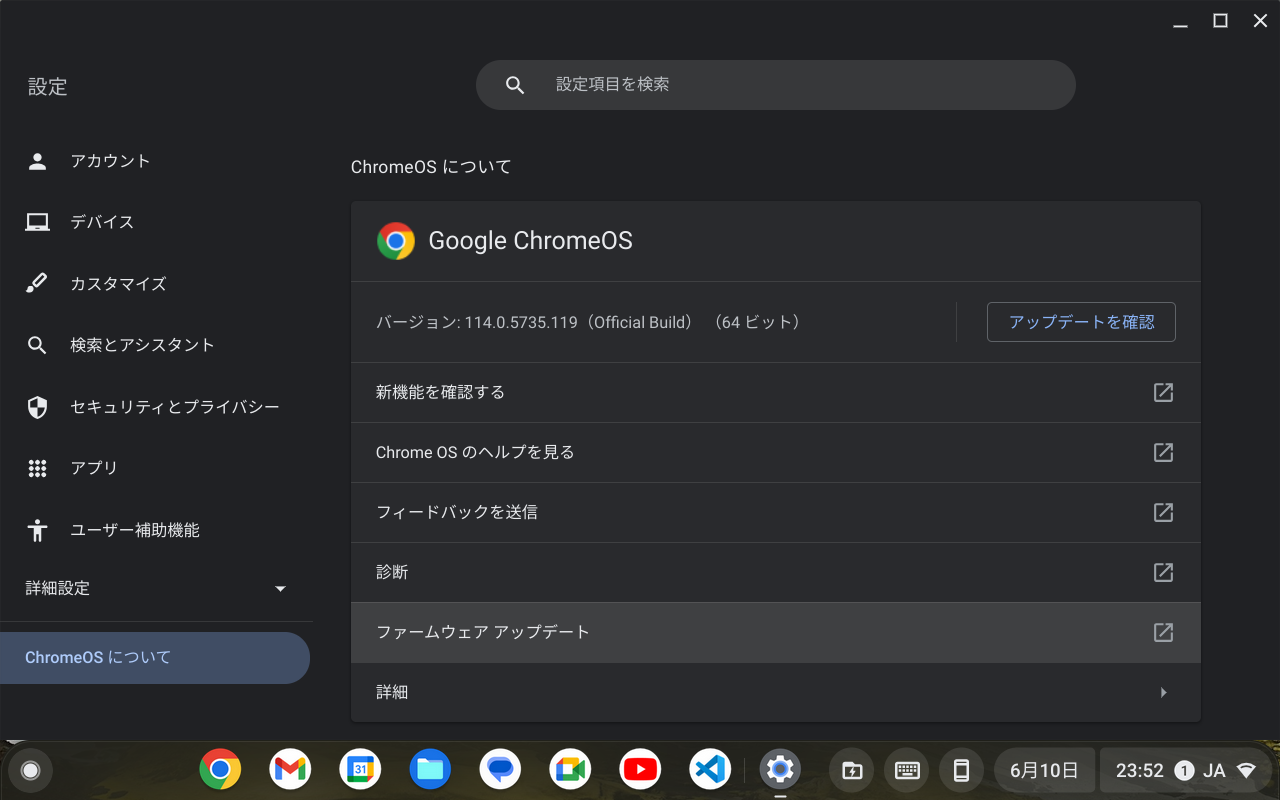 設定
設定項目を検索
アカウント
デバイス
カスタマイズ
検索とアシスタント
セキュリティとプライバシー
アプリ
ユーザー補助機能
詳細設定
ChromeOS について
ChromeOS について
Google ChromeOS
バージョン: 114.0.5735.119（Official Build） （64 ビット）
アップデートを確認
新機能を確認する
Chrome OS のヘルプを見る
フィードバックを送信
診断
ファームウェア アップデート
詳細
31
6月10日
23:52 1 JA